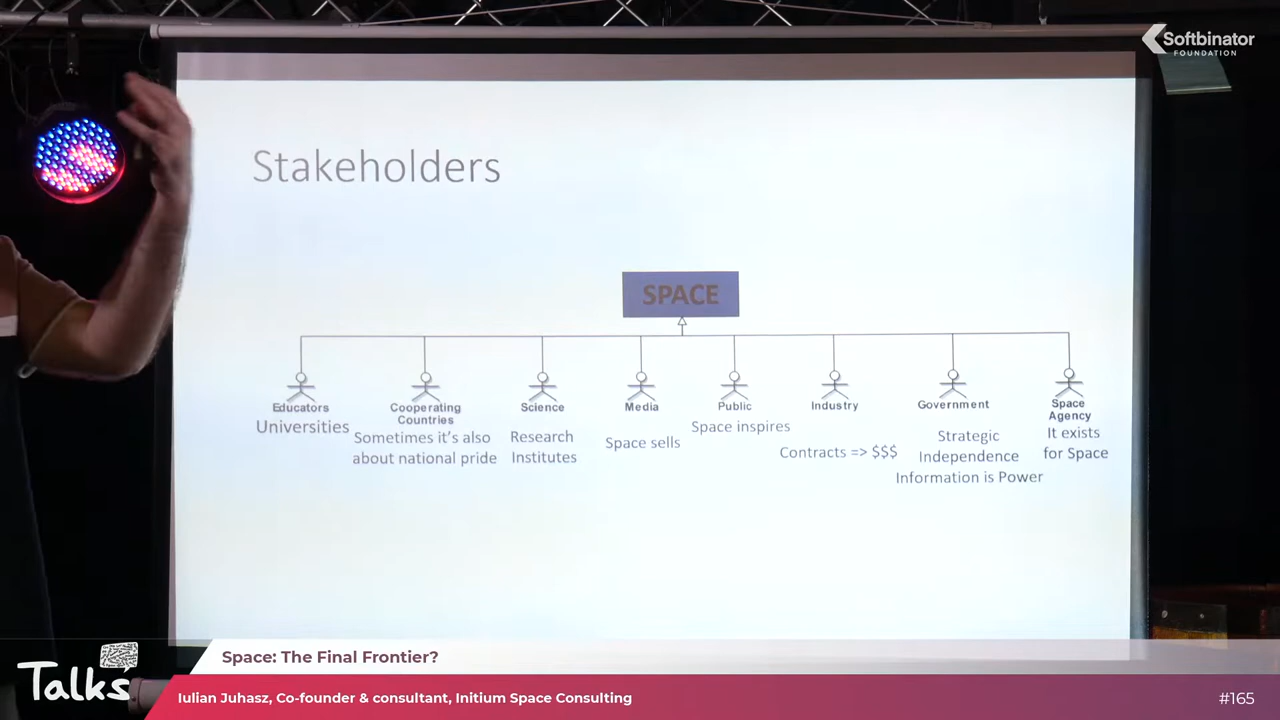 Softbinator
FOUNDATION
Stakeholders
SPACE
Educators
Universities
Cooperating
Countries
Sometimes it's also
about national pride
Science
Research
Institutes
Media
Space sells
Public
Space inspires
Industry
Contracts => $$$
Government
Strategic
Independence
Information is Power
Space
Agency
It exists
for Space
Talks
Space: The Final Frontier?
Iulian Juhasz, Co-founder & consultant, Initium Space Consulting
#165